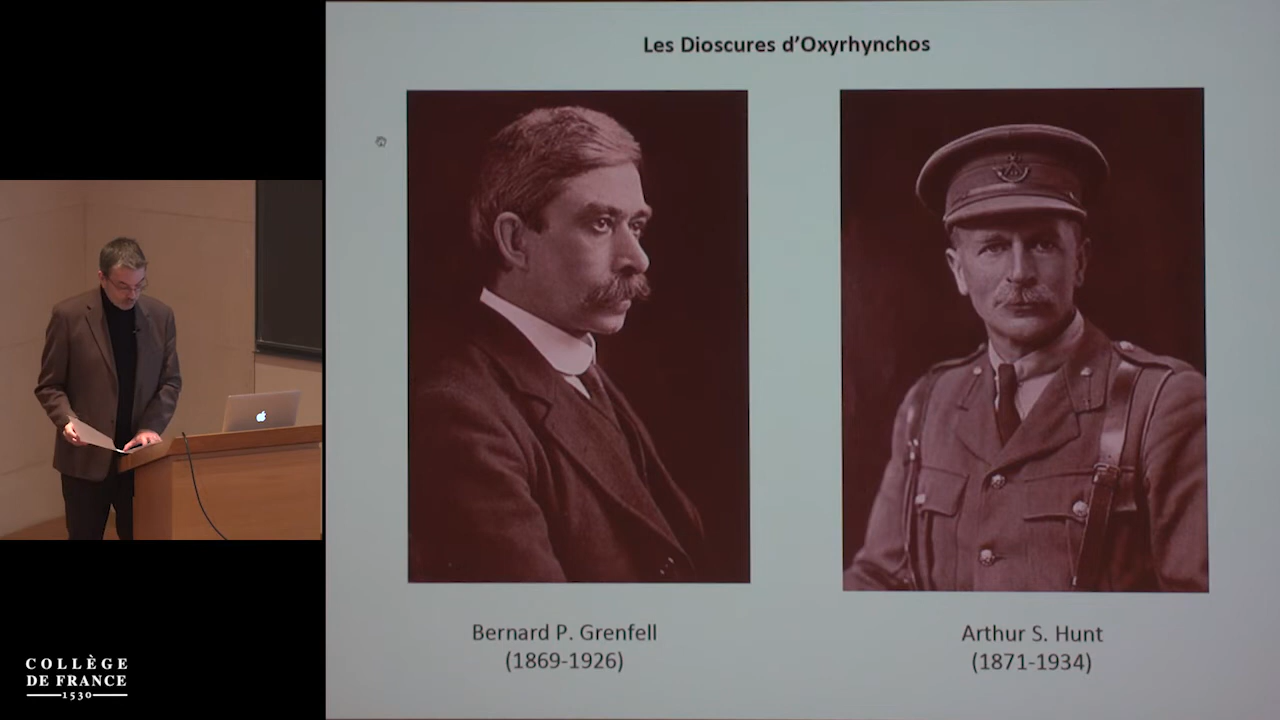 Les Dioscures d'Oxyrhynchos
Bernard P. Grenfell
(1869-1926)
Arthur S. Hunt
(1871-1934)
COLLÈGE
DE FRANCE
1530